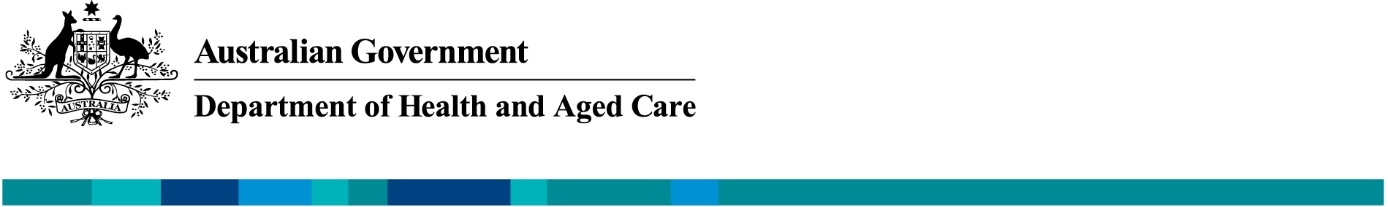 AUSTRALIA
Australian Government
Department of Health and Aged Care